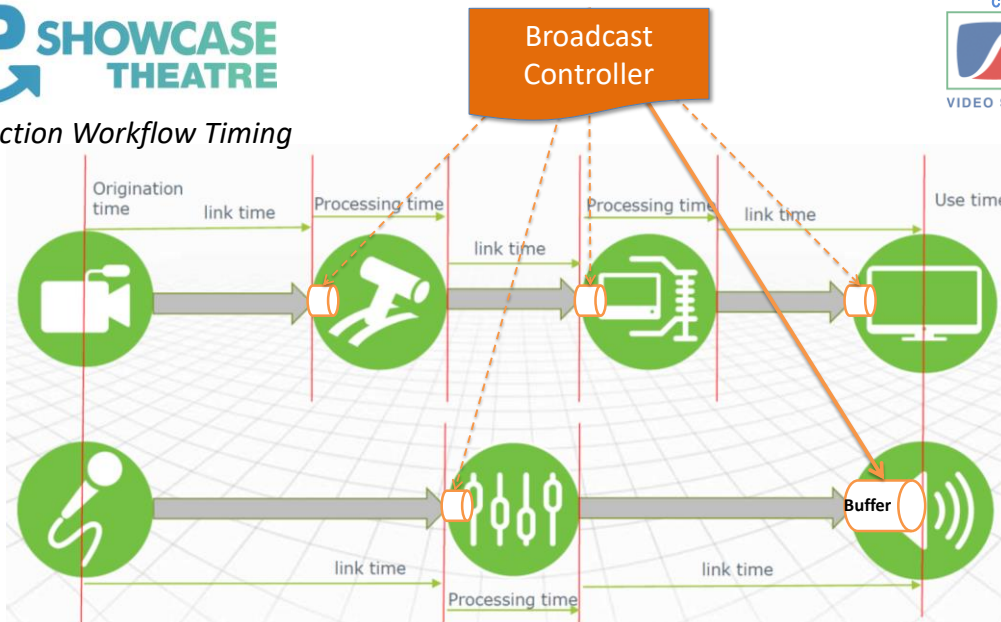 SHOWCASE
THEATRE
Broadcast
Controller
VIDEO S
ction Workflow Timing
Origination
time
link time
Processing time
link time
Processing time
link time
Use time
Buffer
link time
Processing time
link time